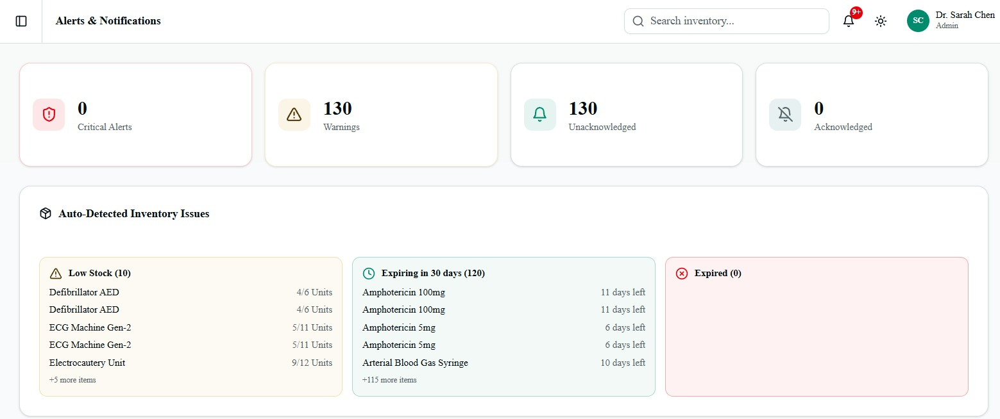 Alerts & Notifications
Search inventory...
9+
SC
Dr. Sarah Chen
Admin
0
Critical Alerts
130
Warnings
130
Unacknowledged
0
Acknowledged
Auto-Detected Inventory Issues
Low Stock (10)
Defibrillator AED 4/6 Units
Defibrillator AED 4/6 Units
ECG Machine Gen-2 5/11 Units
ECG Machine Gen-2 5/11 Units
Electrocautery Unit 9/12 Units
+5 more items
Expiring in 30 days (120)
Amphotericin 100mg 11 days left
Amphotericin 100mg 11 days left
Amphotericin 5mg 6 days left
Amphotericin 5mg 6 days left
Arterial Blood Gas Syringe 10 days left
+115 more items
Expired (0)